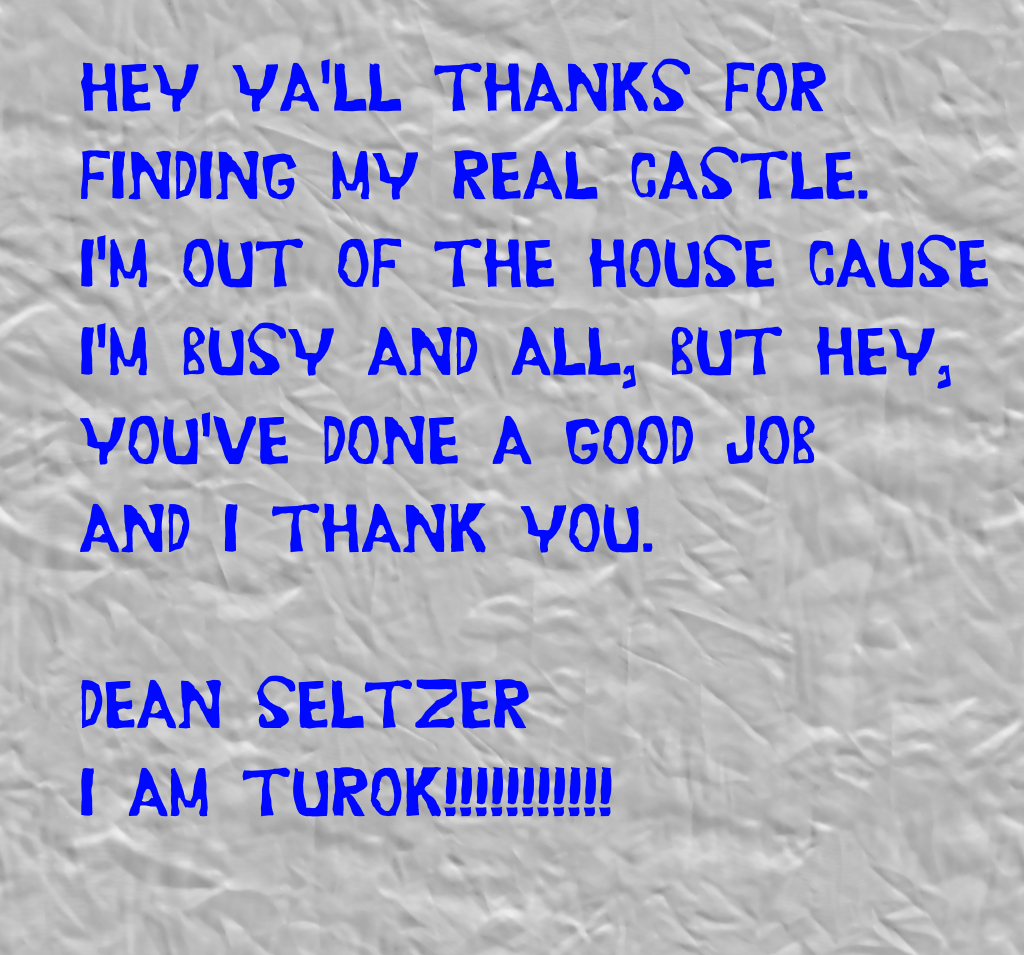 HEY YA'LL THANKS FOR
FINDING MY REAL CASTLE.
I'M OUT OF THE HOUSE CAUSE
I'M BUSY AND ALL, BUT HEY,
YOU'VE DONE A GOOD JOB
AND I THANK YOU.
DEAN SELTZER
I AM TUROK!!!!!!!!!!!